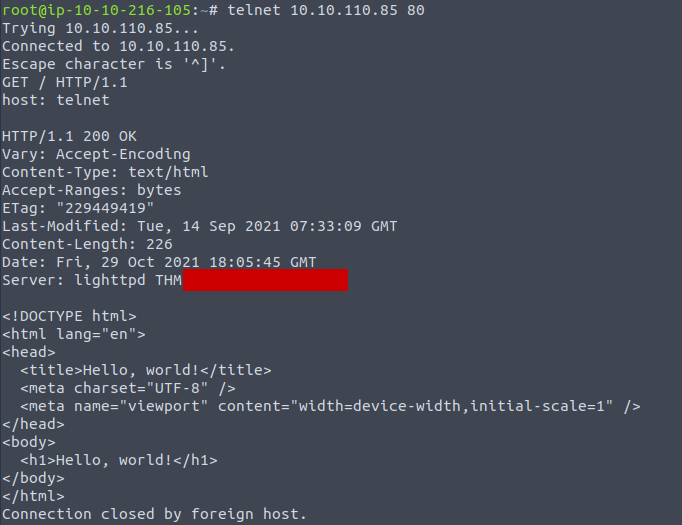 root@ip-10-10-216-105:~# telnet 10.10.110.85 80
Trying 10.10.110.85...
Connected to 10.10.110.85.
Escape character is '^]'.
GET / HTTP/1.1
host: telnet

HTTP/1.1 200 OK
Vary: Accept-Encoding
Content-Type: text/html
Accept-Ranges: bytes
ETag: "229449419"
Last-Modified: Tue, 14 Sep 2021 07:33:09 GMT
Content-Length: 226
Date: Fri, 29 Oct 2021 18:05:45 GMT
Server: lighttpd THM

<!DOCTYPE html>
<html lang="en">
<head>
  <title>Hello, world!</title>
  <meta charset="UTF-8" />
  <meta name="viewport" content="width=device-width,initial-scale=1" />
</head>
<body>
  <h1>Hello, world!</h1>
</body>
</html>
Connection closed by foreign host.